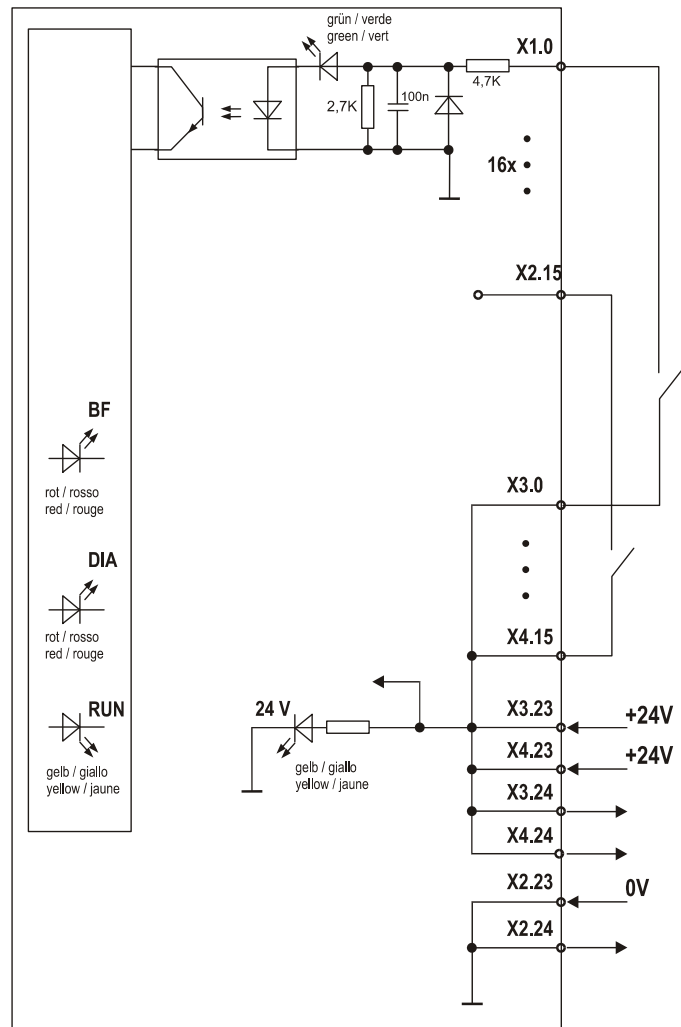 grün / verde
green / vert
X1.0
4,7K
2,7K
100n
16x
X2.15
BF
rot / rosso
red / rouge
X3.0
DIA
rot / rosso
red / rouge
X4.15
RUN
24 V
X3.23
+24V
gelb / giallo
yellow / jaune
gelb / giallo
yellow / jaune
X4.23
+24V
X3.24
X4.24
X2.23
0V
X2.24